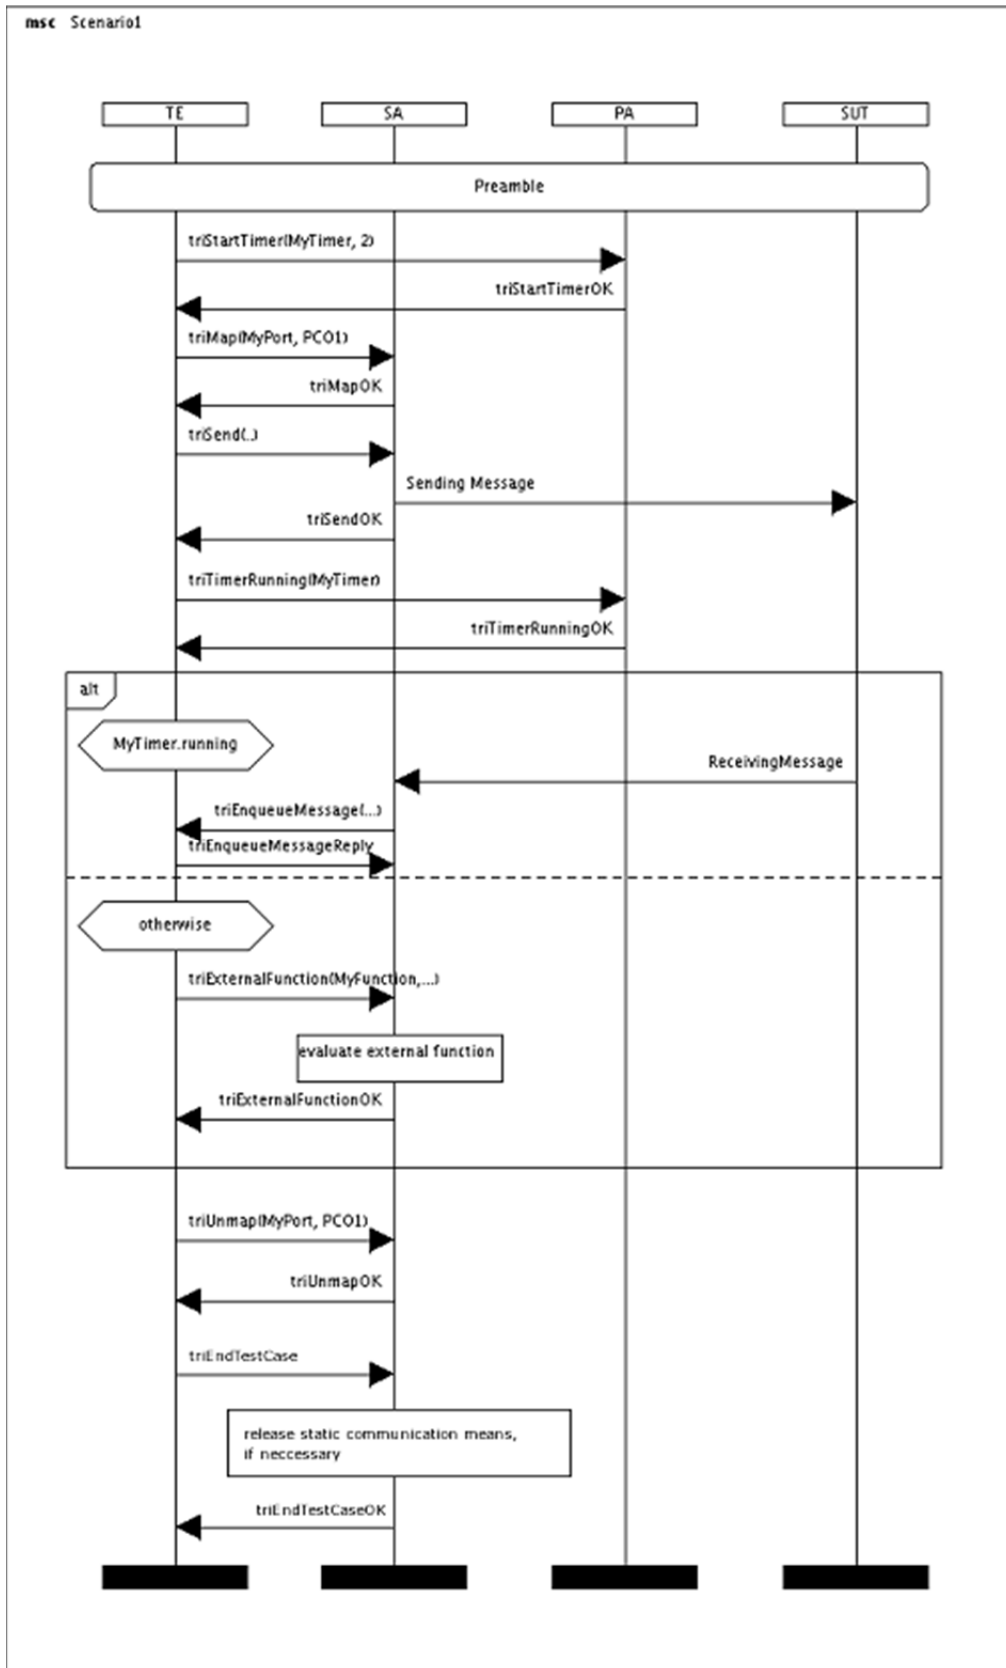 msc Scenario1
TE SA PA SUT
Preamble
triStartTimer(MyTimer, 2)
triStartTimerOK
triMap(MyPort, PCO1)
triMapOK
triSend(..)
Sending Message
triSendOK
triTimerRunning(MyTimer)
triTimerRunningOK
alt
MyTimer.running
ReceivingMessage
triEnqueueMessage(...)
triEnqueueMessageReply
otherwise
triExternalFunction(MyFunction,...)
evaluate external function
triExternalFunctionOK
triUnmap(MyPort, PCO1)
triUnmapOK
triEndTestCase
release static communication means,
if neccessary
triEndTestCaseOK